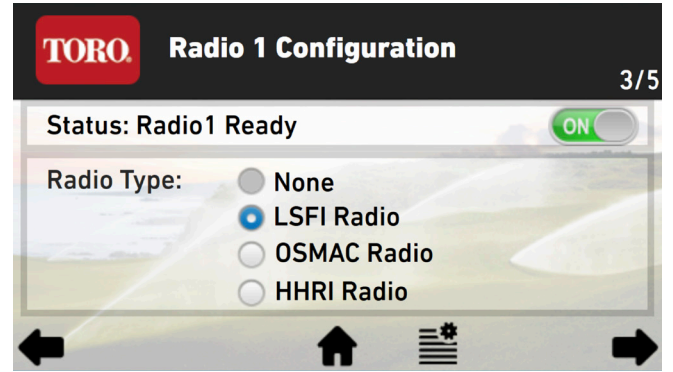 TORO.
Radio 1 Configuration
3/5
Status: Radio1 Ready
ON
Radio Type:
None
LSFI Radio
OSMAC Radio
HHRI Radio